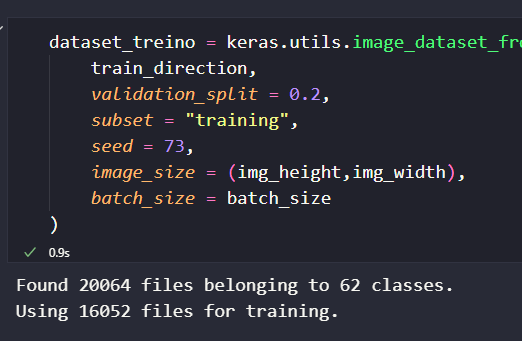 dataset_treino = keras.utils.image_dataset_fr
train_direction,
validation_split = 0.2,
subset = "training",
seed = 73,
image_size = (img_height,img_width),
batch_size = batch_size
)
0.9s
Found 20064 files belonging to 62 classes.
Using 16052 files for training.